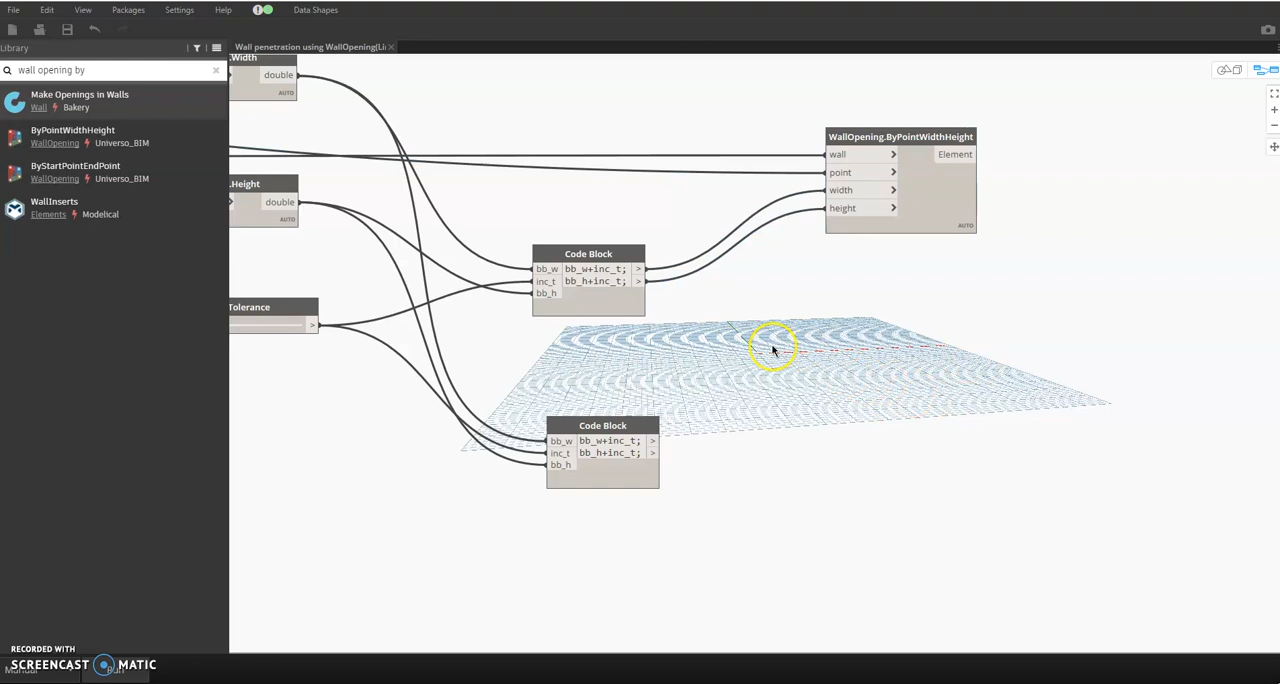 File Edit View Packages Settings Help ! Data Shapes
Library
Wall penetration using WallOpening[Li
wall opening by
Make Openings in Walls
Wall Bakery
ByPointWidthHeight
WallOpening Universo_BIM
ByStartPointEndPoint
WallOpening Universo_BIM
WallInserts
Elements Modelical
.Width
double
AUTO
.Height
double
AUTO
Tolerance
>
WallOpening.ByPointWidthHeight
wall > Element
point >
width >
height >
AUTO
Code Block
bb_w bb_w+inc_t; >
inc_t bb_h+inc_t; >
bb_h
Code Block
bb_w bb_w+inc_t; >
inc_t bb_h+inc_t; >
bb_h
RECORDED WITH
SCREENCAST MATIC
Manual Run